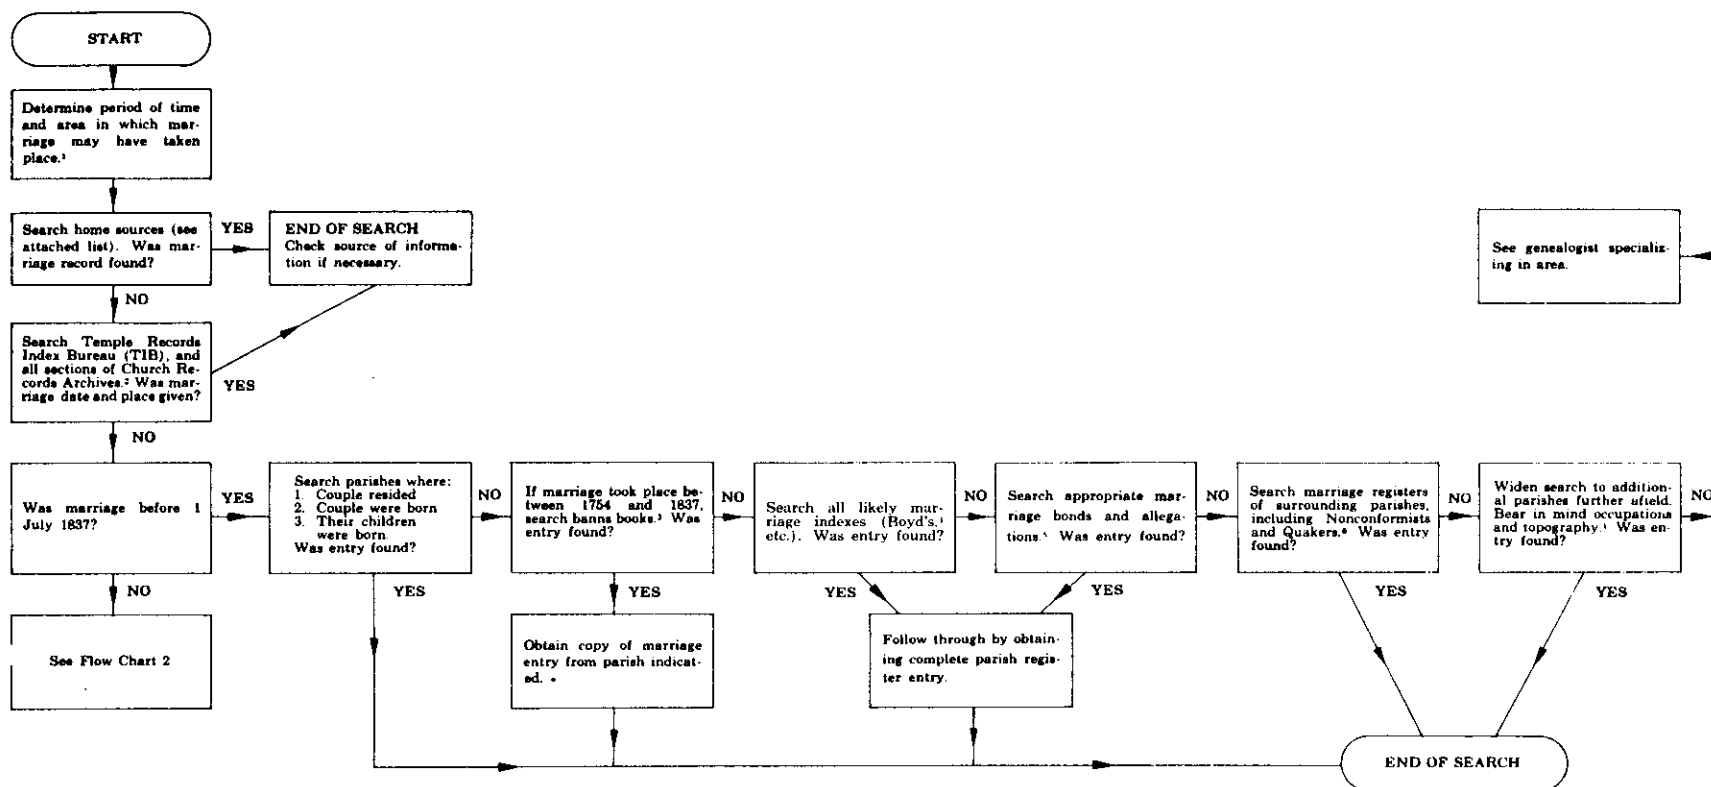 START
Determine period of time
and area in which mar-
riage may have taken
place.¹
Search home sources (see
attached list). Was mar-
riage record found?
YES
END OF SEARCH
Check source of informa-
tion if necessary.
See genealogist specializ-
ing in area.
NO
Search Temple Records
Index Bureau (TIB), and
all sections of Church Re-
cords Archives.² Was mar-
riage date and place given?
YES
NO
Was marriage before 1
July 1837?
YES
Search parishes where:
1. Couple resided
2. Couple were born
3. Their children
were born.
Was entry found?
NO
If marriage took place be-
tween 1754 and 1837,
search banns books.³ Was
entry found?
NO
Search all likely mar-
riage indexes (Boyd's,
etc.). Was entry found?
NO
Search appropriate mar-
riage bonds and allega-
tions. Was entry found?
NO
Search marriage registers
of surrounding parishes,
including Nonconformists
and Quakers. Was entry
found?
NO
Widen search to addition-
al parishes further afield.
Bear in mind occupations
and topography. Was en-
try found?
NO
NO
YES
YES
YES
YES
YES
YES
See Flow Chart 2
Obtain copy of marriage
entry from parish indicat-
ed.
Follow through by obtain-
ing complete parish regis-
ter entry.
END OF SEARCH